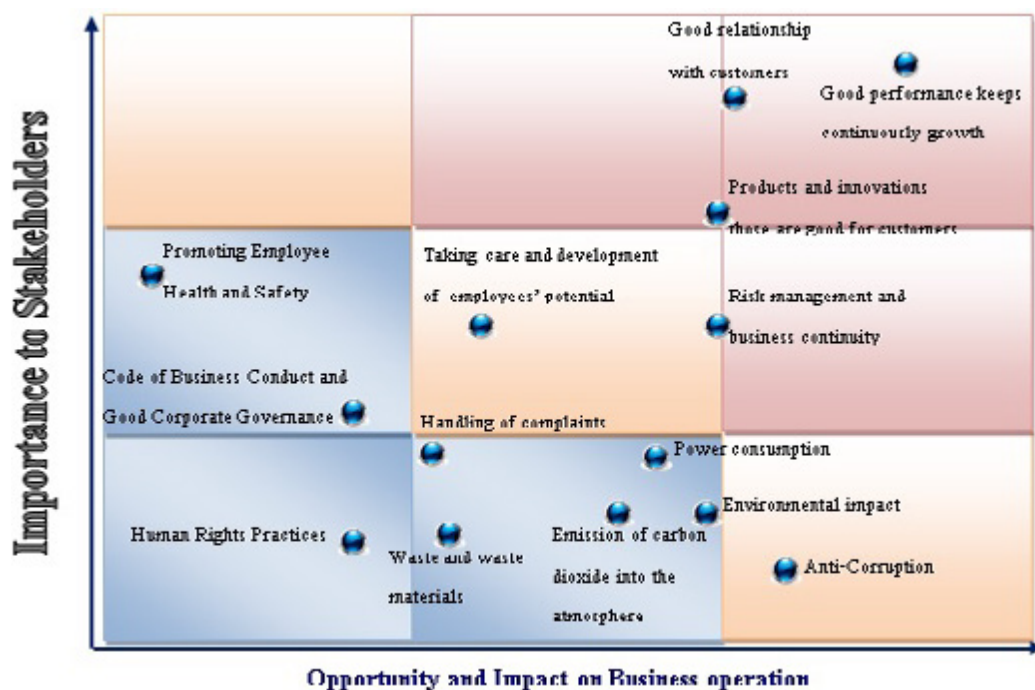 Importance to Stakeholders
Good relationship
with customers
Good performance keeps
continuously growth
Products and innovations
those are good for customers
Promoting Employee
Health and Safety
Taking care and development
of employees’ potential
Risk management and
business continuity
Code of Business Conduct and
Good Corporate Governance
Handling of complaints
Power consumption
Human Rights Practices
Waste and waste
materials
Emission of carbon
dioxide into the
atmosphere
Environmental impact
Anti-Corruption
Opportunity and Impact on Business operation